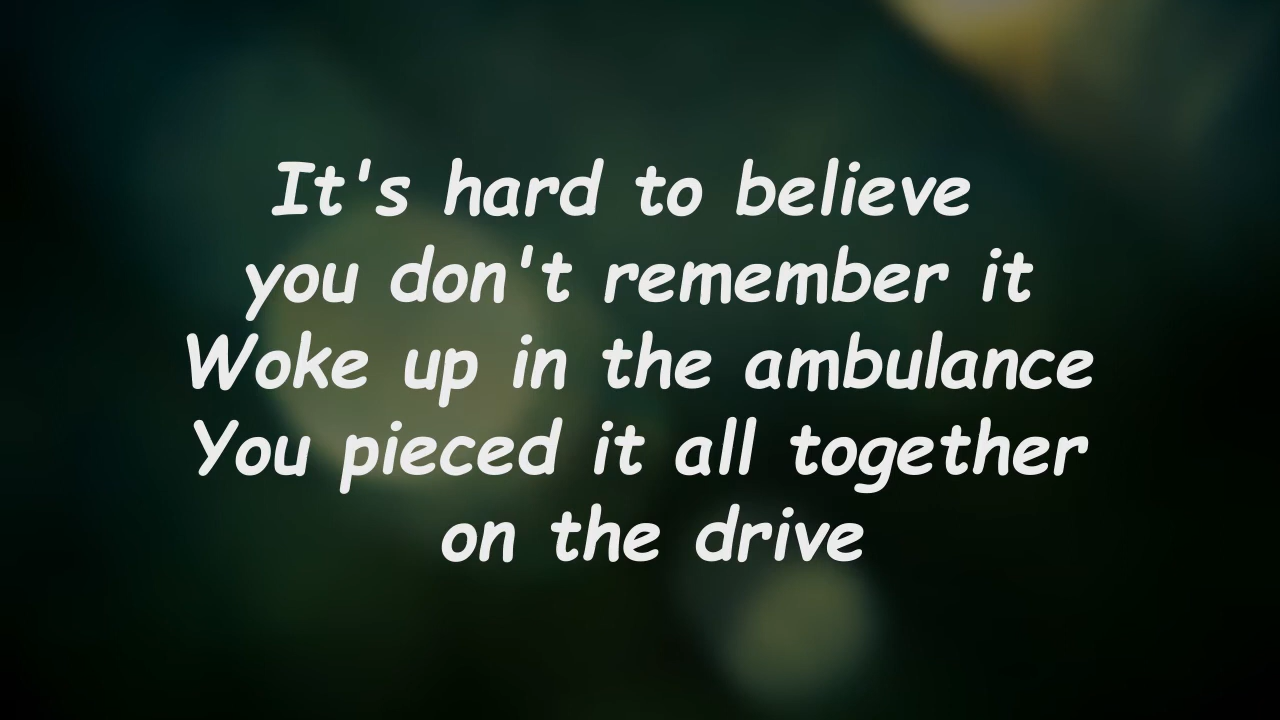 It's hard to believe
you don't remember it
Woke up in the ambulance
You pieced it all together
on the drive